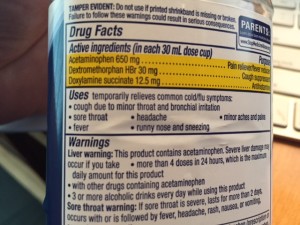 TAMPER EVIDENT: Do not use if printed shrinkband is missing or broken.
Failure to follow these warnings could result in serious consequences.
PARENTS:
Drug Facts
Active ingredients (in each 30 mL dose cup)
Purpose
Acetaminophen 650 mg
Pain reliever/fever reducer
Dextromethorphan HBr 30 mg
Cough suppressant
Doxylamine succinate 12.5 mg
Antihistamine
Uses temporarily relieves common cold/flu symptoms:
• cough due to minor throat and bronchial irritation
• sore throat • headache • minor aches and pains
• fever • runny nose and sneezing
Warnings
Liver warning: This product contains acetaminophen. Severe liver damage may
occur if you take • more than 4 doses in 24 hours, which is the maximum
daily amount for this product
• with other drugs containing acetaminophen
• 3 or more alcoholic drinks every day while using this product
Sore throat warning: If sore throat is severe, lasts for more than 2 days,
occurs with or is followed by fever, headache, rash, nausea, or vomiting,